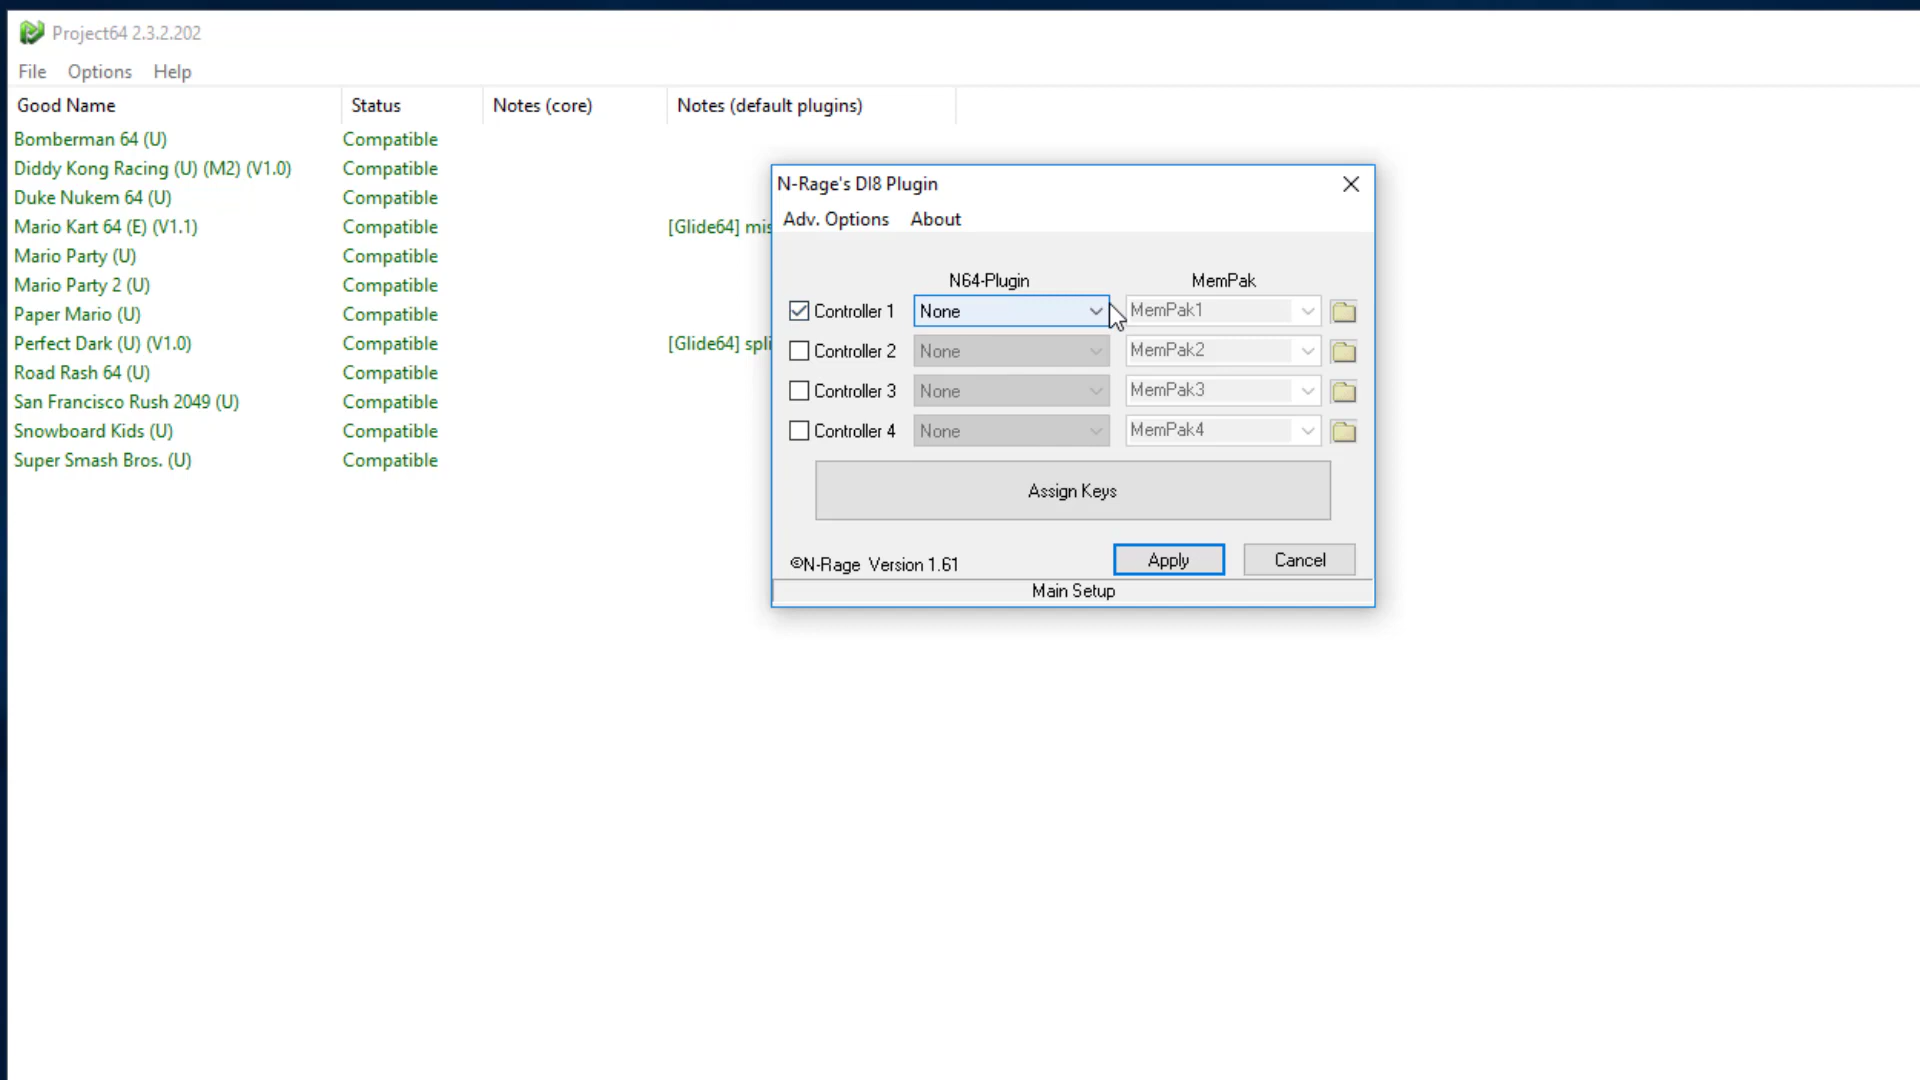 Project64 2.3.2.202
File Options Help
Good Name Status Notes (core) Notes (default plugins)
Bomberman 64 (U) Compatible
Diddy Kong Racing (U) (M2) (V1.0) Compatible
Duke Nukem 64 (U) Compatible
Mario Kart 64 (E) (V1.1) Compatible [Glide64] mis
Mario Party (U) Compatible
Mario Party 2 (U) Compatible
Paper Mario (U) Compatible
Perfect Dark (U) (V1.0) Compatible [Glide64] spli
Road Rash 64 (U) Compatible
San Francisco Rush 2049 (U) Compatible
Snowboard Kids (U) Compatible
Super Smash Bros. (U) Compatible
N-Rage's DI8 Plugin
Adv. Options About
N64-Plugin MemPak
Controller 1 None MemPak1
Controller 2 None MemPak2
Controller 3 None MemPak3
Controller 4 None MemPak4
Assign Keys
©N-Rage Version 1.61 Apply Cancel
Main Setup